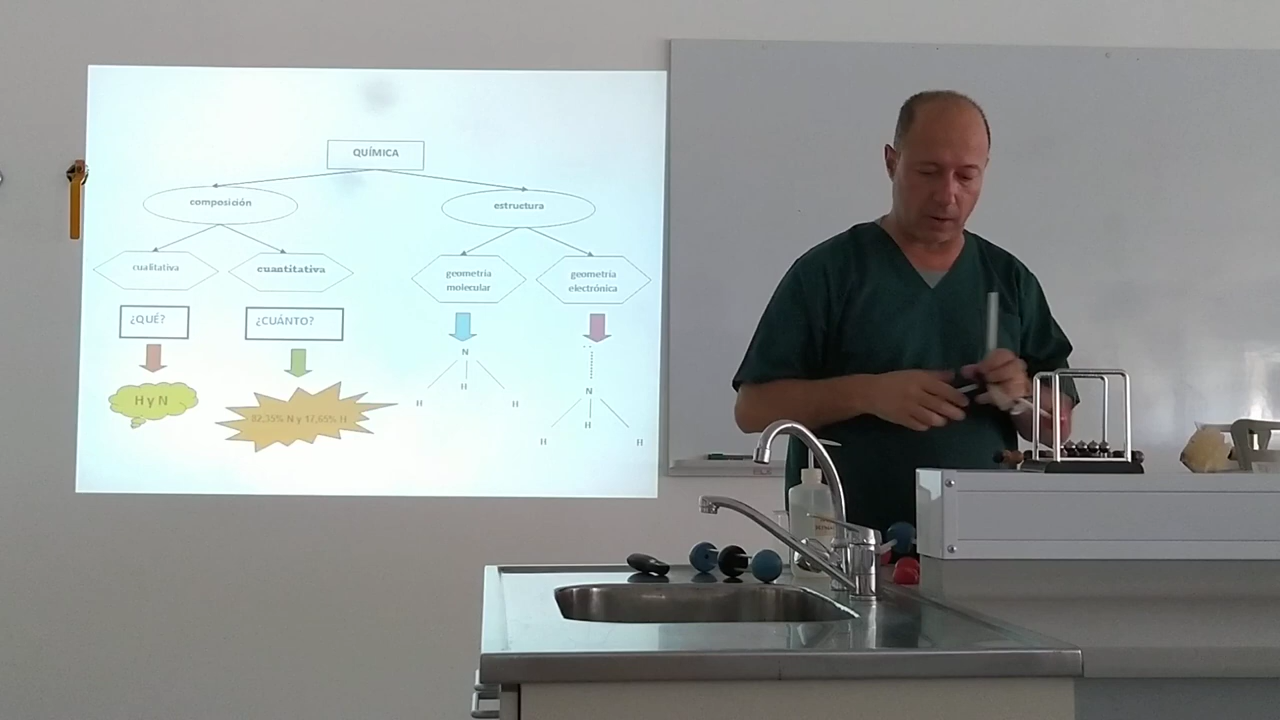 QUÍMICA
composición
estructura
cualitativa
cuantitativa
geometría
molecular
geometría
electrónica
¿QUÉ?
¿CUÁNTO?
H y N
82,35% N y 17,65% H
N
H
H
H
N
H
H
H